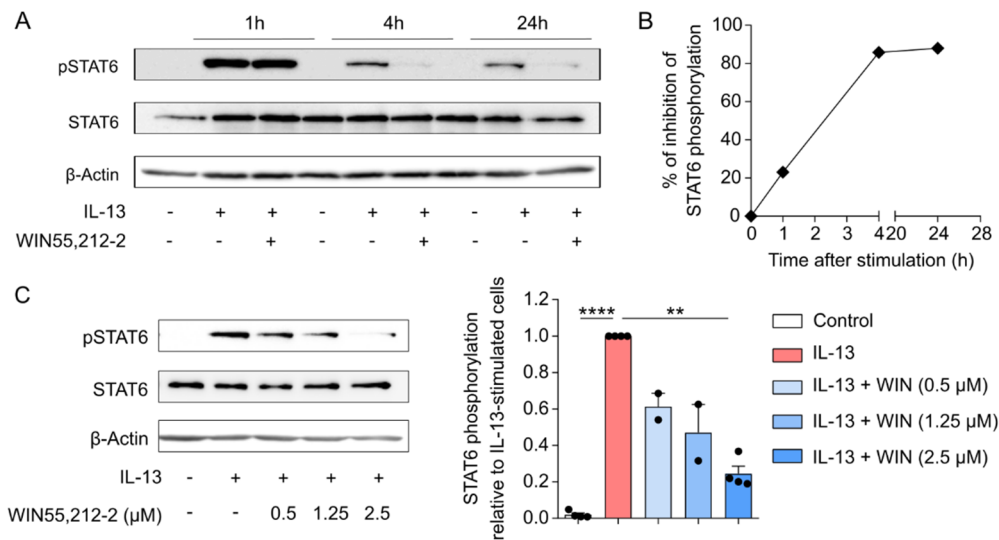 A
1h 4h 24h
pSTAT6
STAT6
β-Actin
IL-13 - + + - + + - + +
WIN55,212-2 - - + - - + - - +
B
% of inhibition of
STAT6 phosphorylation
100
80
60
40
20
0
0 1 2 3 4 20 24 28
Time after stimulation (h)
C
pSTAT6
STAT6
β-Actin
IL-13 - + + + +
WIN55,212-2 (μM) - - 0.5 1.25 2.5
STAT6 phosphorylation
relative to IL-13-stimulated cells
1.2
1.0
0.8
0.6
0.4
0.2
0.0
**** **
Control
IL-13
IL-13 + WIN (0.5 μM)
IL-13 + WIN (1.25 μM)
IL-13 + WIN (2.5 μM)